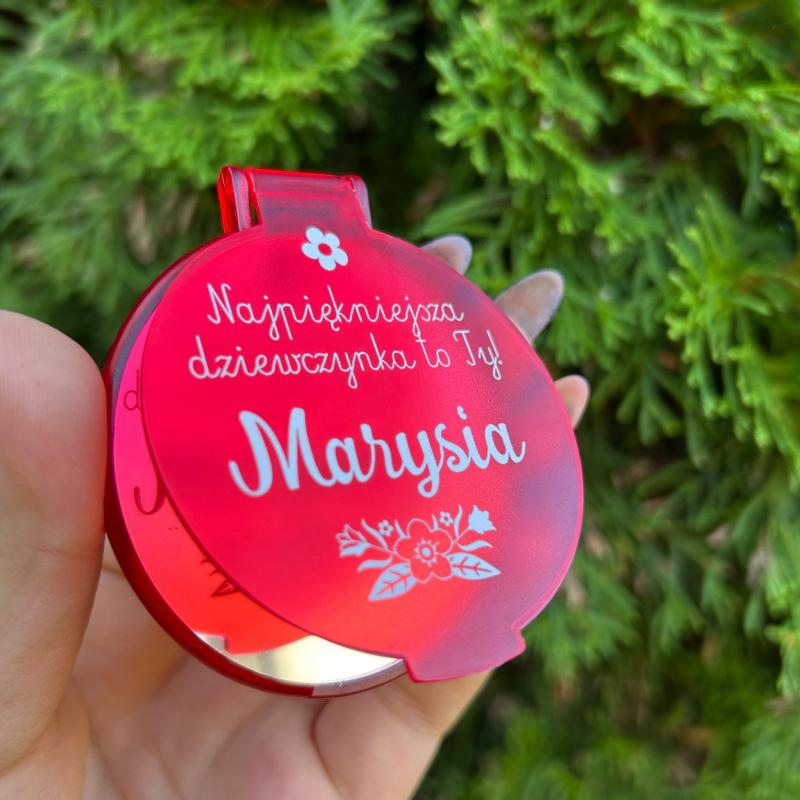 Najpiękniejsza
dziewczynka to Ty!
Marysia